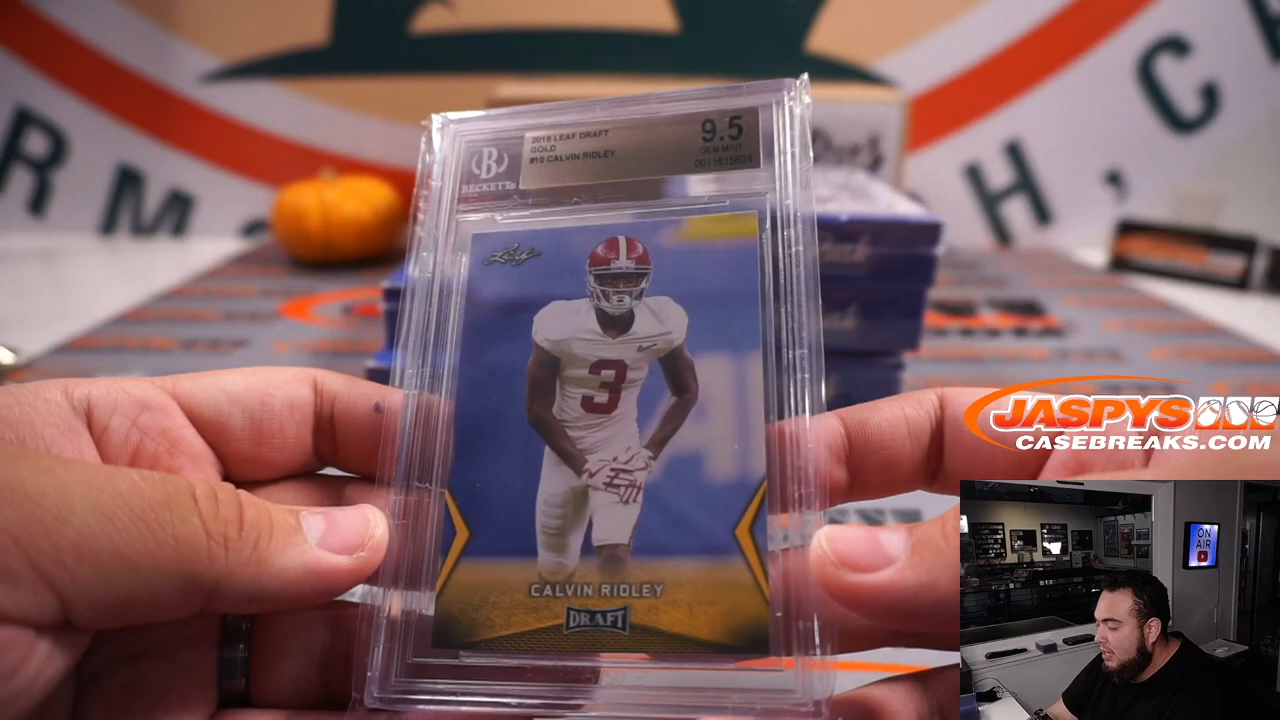 2018 LEAF DRAFT
GOLD
#10 CALVIN RIDLEY
9.5
GEM MINT
0011615624
B
BECKETT
Leaf
3
CALVIN RIDLEY
DRAFT
R M
H , C
JASPYS
CASEBREAKS.COM
ON
AIR